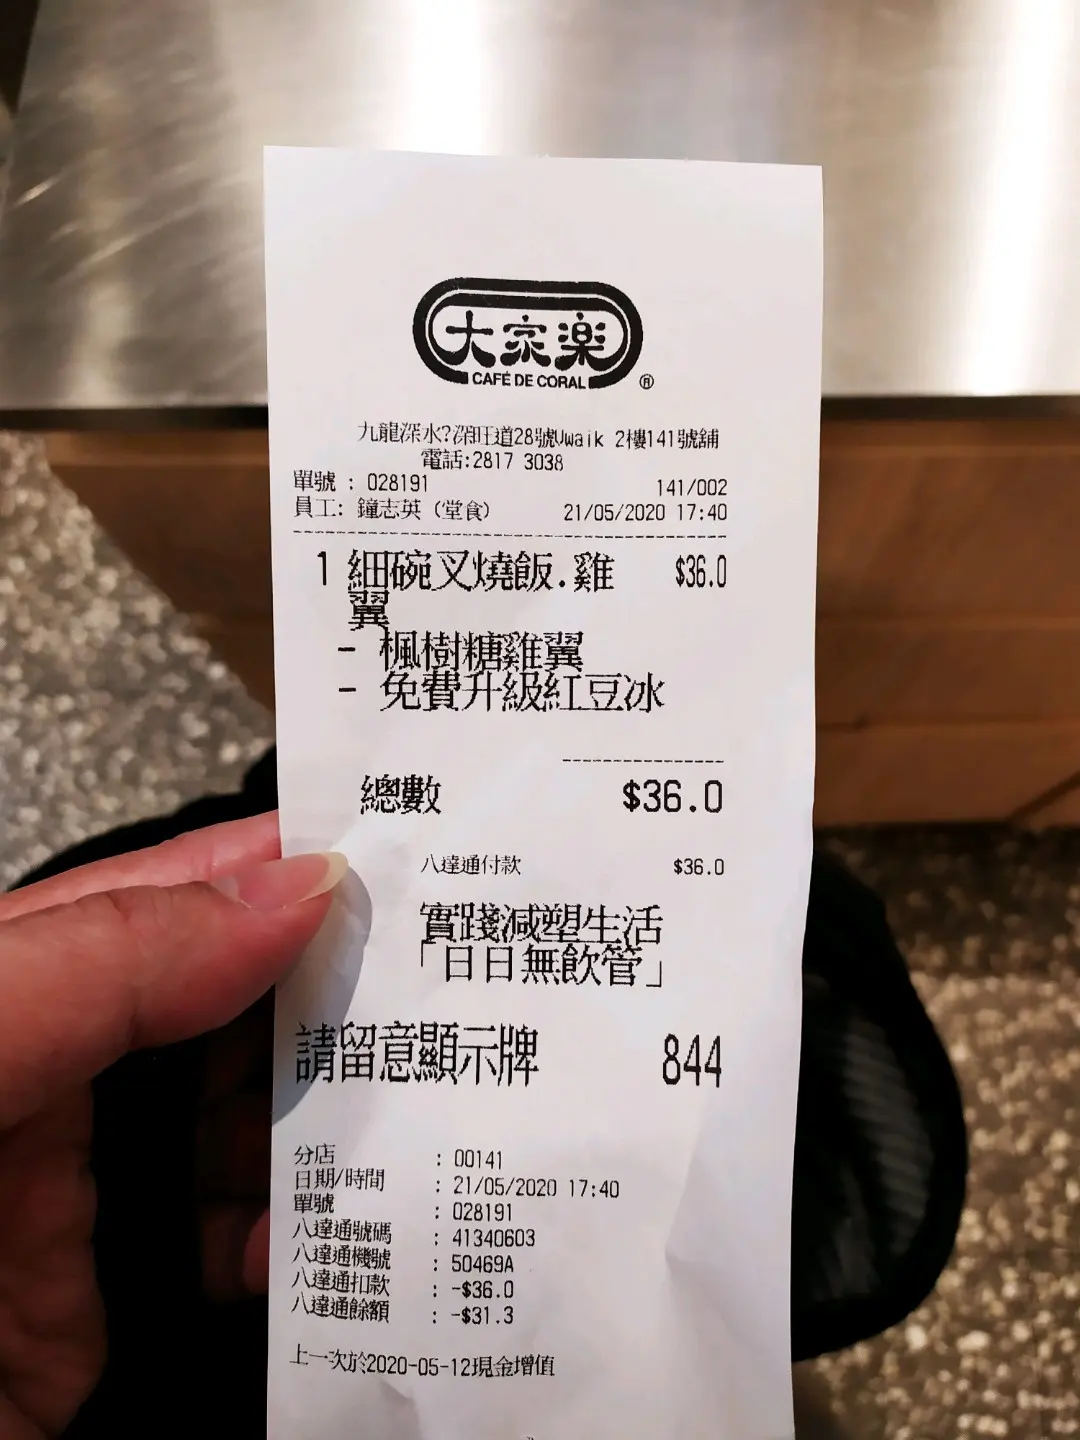 大家樂
CAFÉ DE CORAL ®
九龍深水?深旺道28號Vwalk 2樓141號舖
電話:2817 3038
單號 : 028191 141/002
員工: 鐘志英 (堂食) 21/05/2020 17:40
1 細碗叉燒飯.雞 $36.0
翼
- 楓樹糖雞翼
- 免費升級紅豆冰
總數 $36.0
八達通付款 $36.0
實踐減塑生活
「日日無飲管」
請留意顯示牌 844
分店 : 00141
日期/時間 : 21/05/2020 17:40
單號 : 028191
八達通號碼 : 41340603
八達通機號 : 50469A
八達通扣款 : -$36.0
八達通餘額 : -$31.3
上一次於2020-05-12現金增值